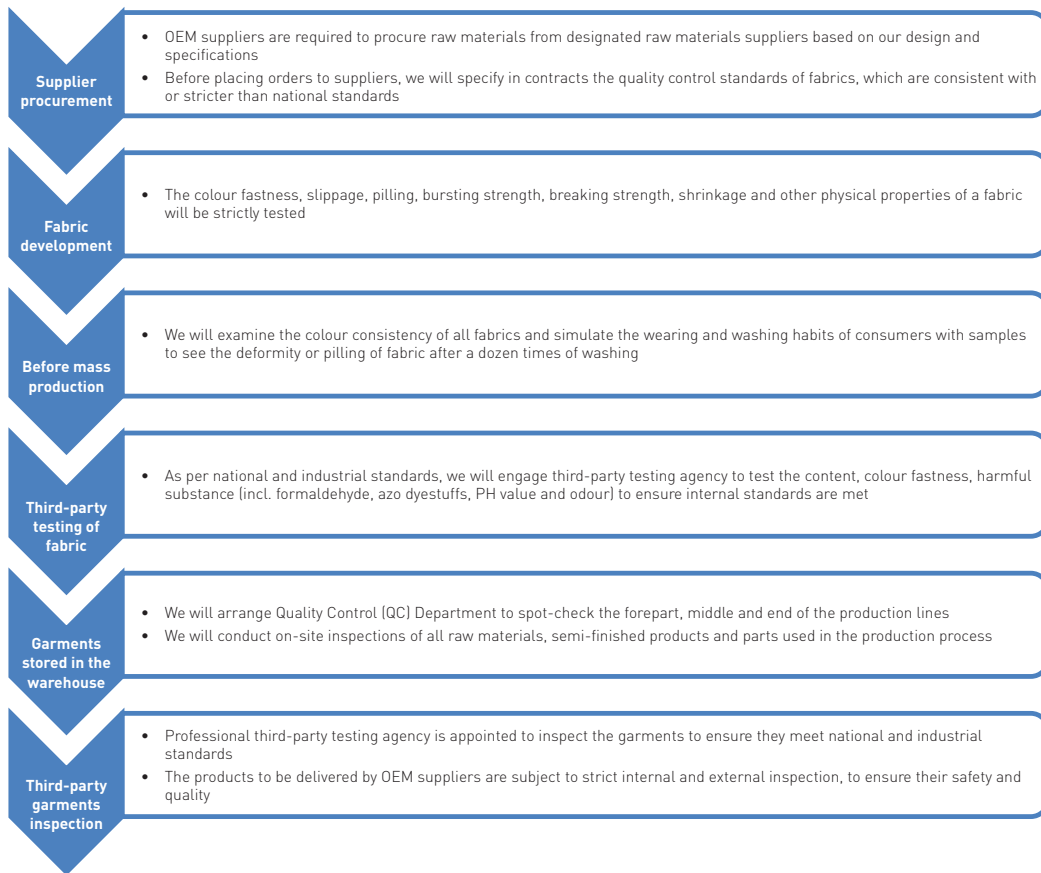 Supplier
procurement
• OEM suppliers are required to procure raw materials from designated raw materials suppliers based on our design and
specifications
• Before placing orders to suppliers, we will specify in contracts the quality control standards of fabrics, which are consistent with
or stricter than national standards
Fabric
development
• The colour fastness, slippage, pilling, bursting strength, breaking strength, shrinkage and other physical properties of a fabric
will be strictly tested
Before mass
production
• We will examine the colour consistency of all fabrics and simulate the wearing and washing habits of consumers with samples
to see the deformity or pilling of fabric after a dozen times of washing
Third-party
testing of
fabric
• As per national and industrial standards, we will engage third-party testing agency to test the content, colour fastness, harmful
substance (incl. formaldehyde, azo dyestuffs, PH value and odour) to ensure internal standards are met
Garments
stored in the
warehouse
• We will arrange Quality Control (QC) Department to spot-check the forepart, middle and end of the production lines
• We will conduct on-site inspections of all raw materials, semi-finished products and parts used in the production process
Third-party
garments
inspection
• Professional third-party testing agency is appointed to inspect the garments to ensure they meet national and industrial
standards
• The products to be delivered by OEM suppliers are subject to strict internal and external inspection, to ensure their safety and
quality